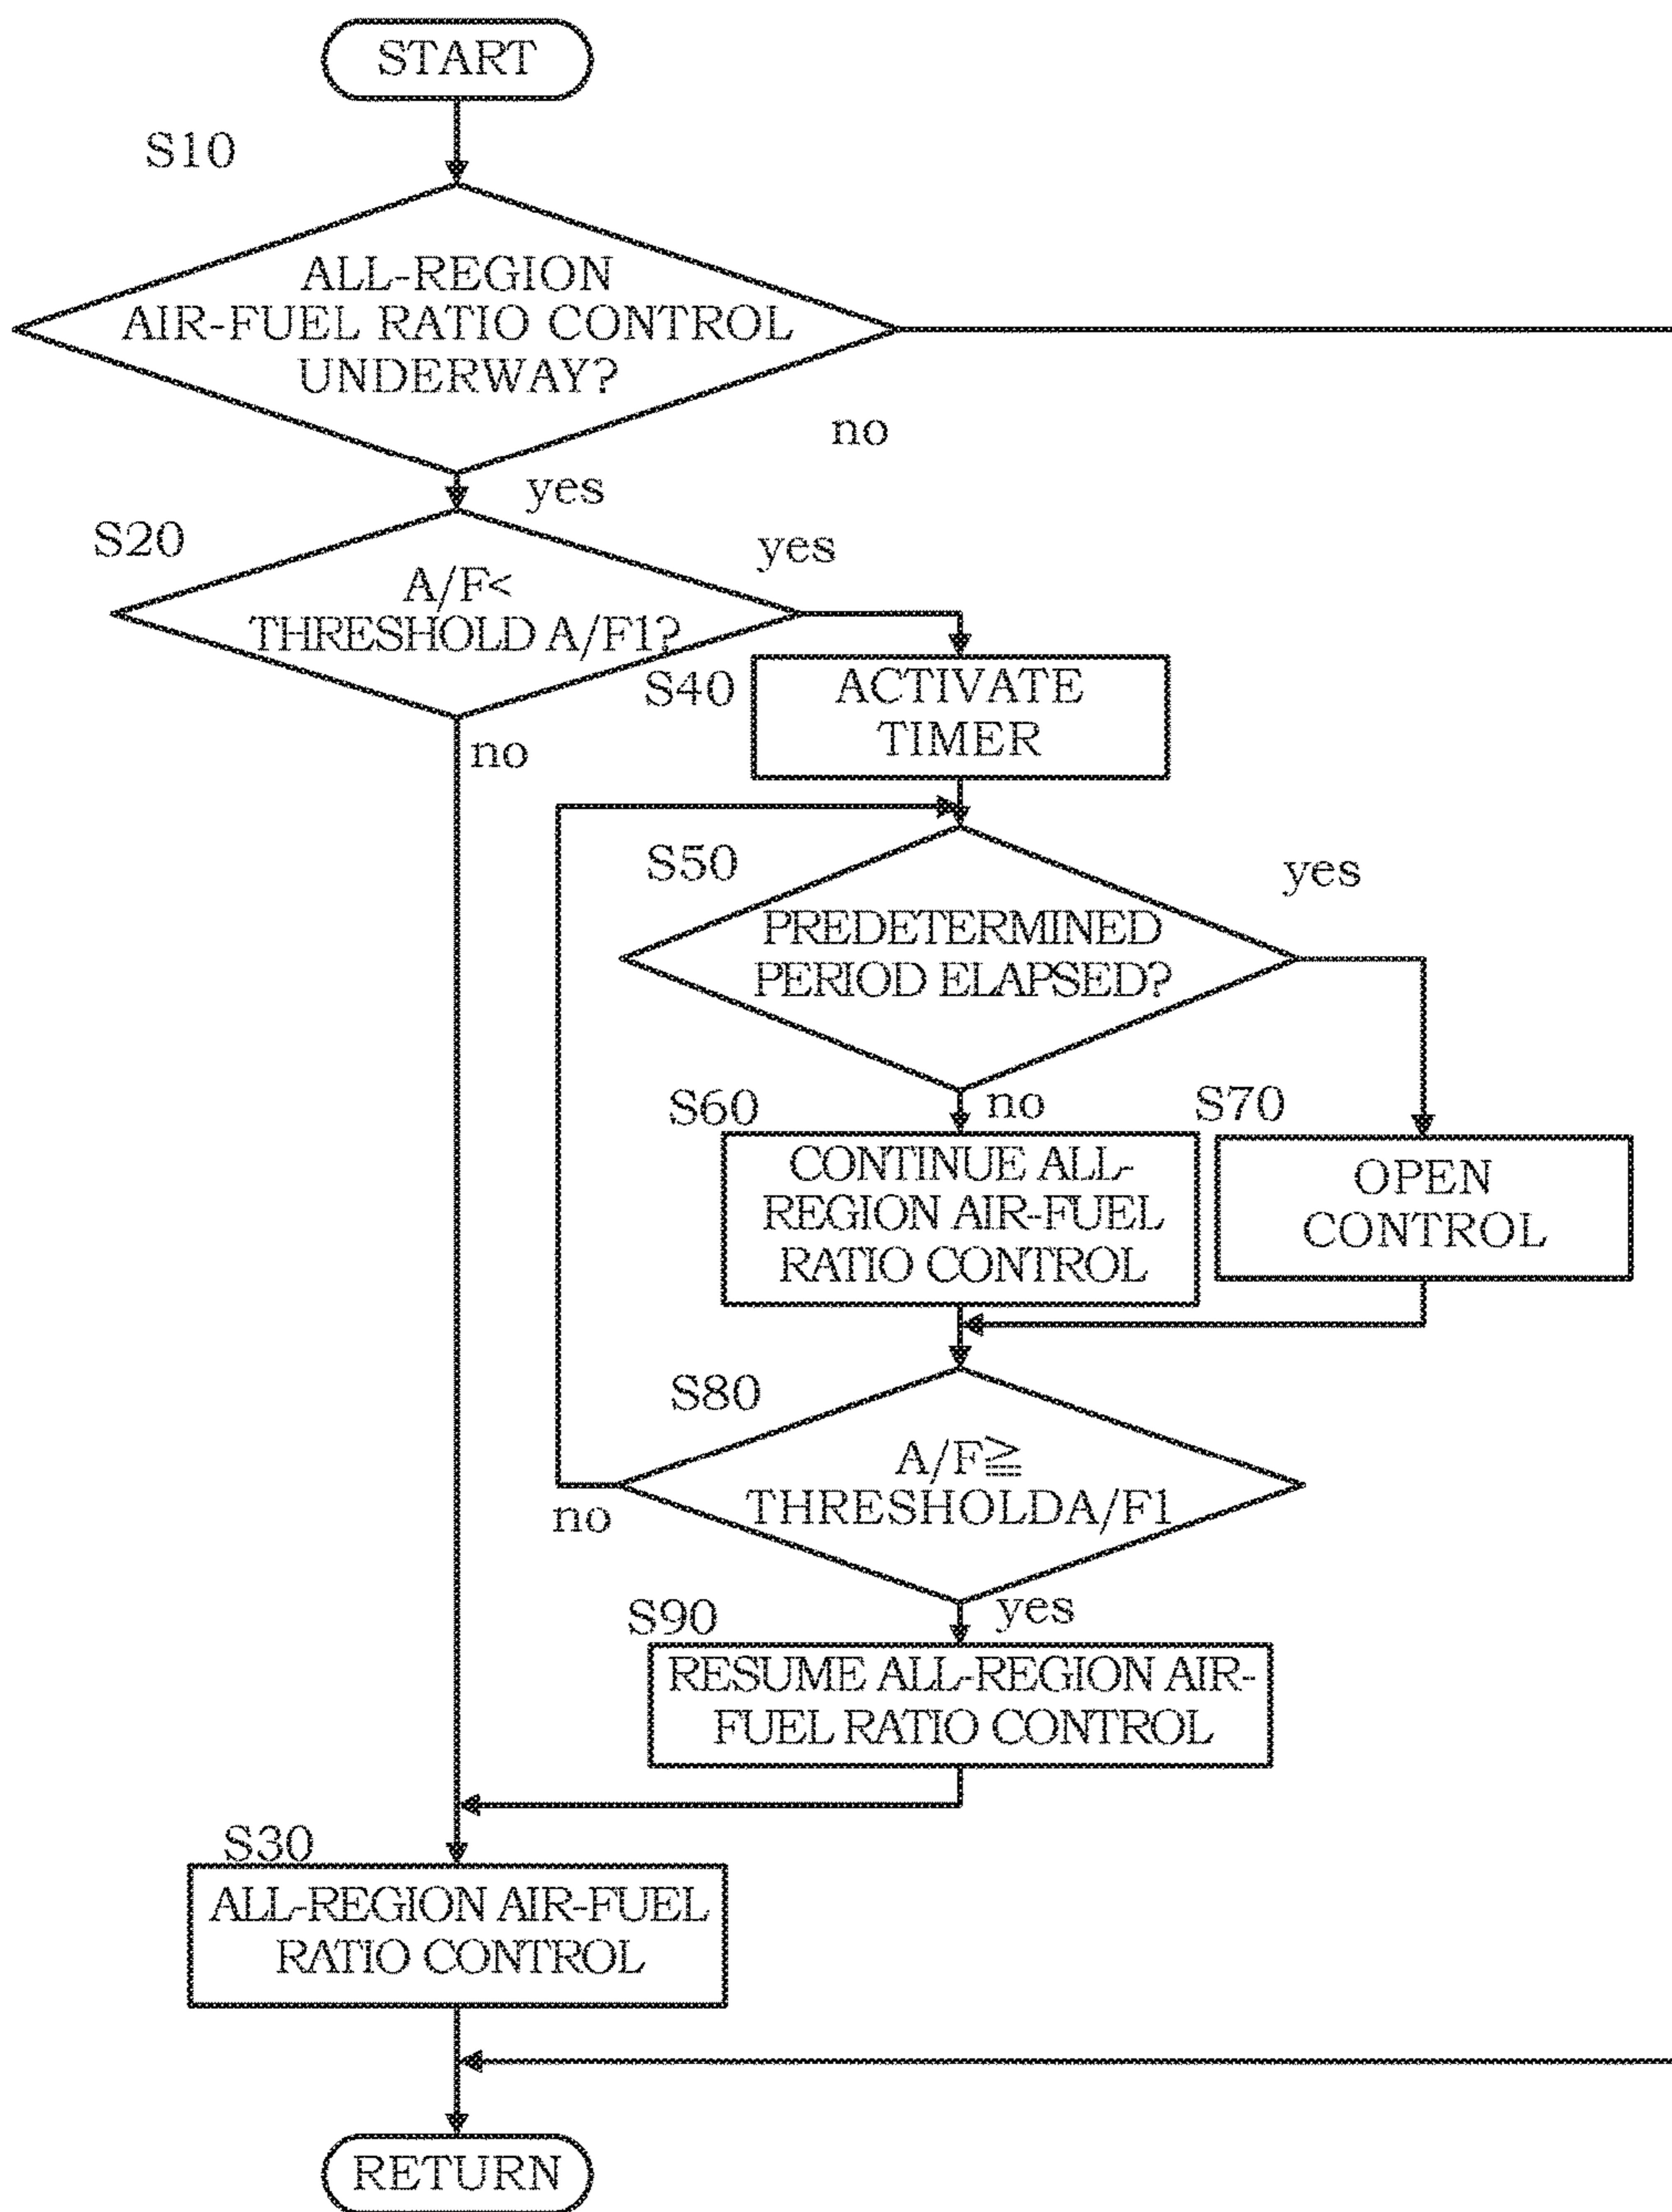 START
S10
ALL-REGION
AIR-FUEL RATIO CONTROL
UNDERWAY?
no
yes
S20
yes
A/F<
THRESHOLD A/F1?
S40
ACTIVATE
TIMER
no
S50
yes
PREDETERMINED
PERIOD ELAPSED?
S60
no
S70
CONTINUE ALL-
REGION AIR-FUEL
RATIO CONTROL
OPEN
CONTROL
S80
A/F≧
THRESHOLDA/F1
no
S90
yes
RESUME ALL-REGION AIR-
FUEL RATIO CONTROL
S30
ALL-REGION AIR-FUEL
RATIO CONTROL
RETURN